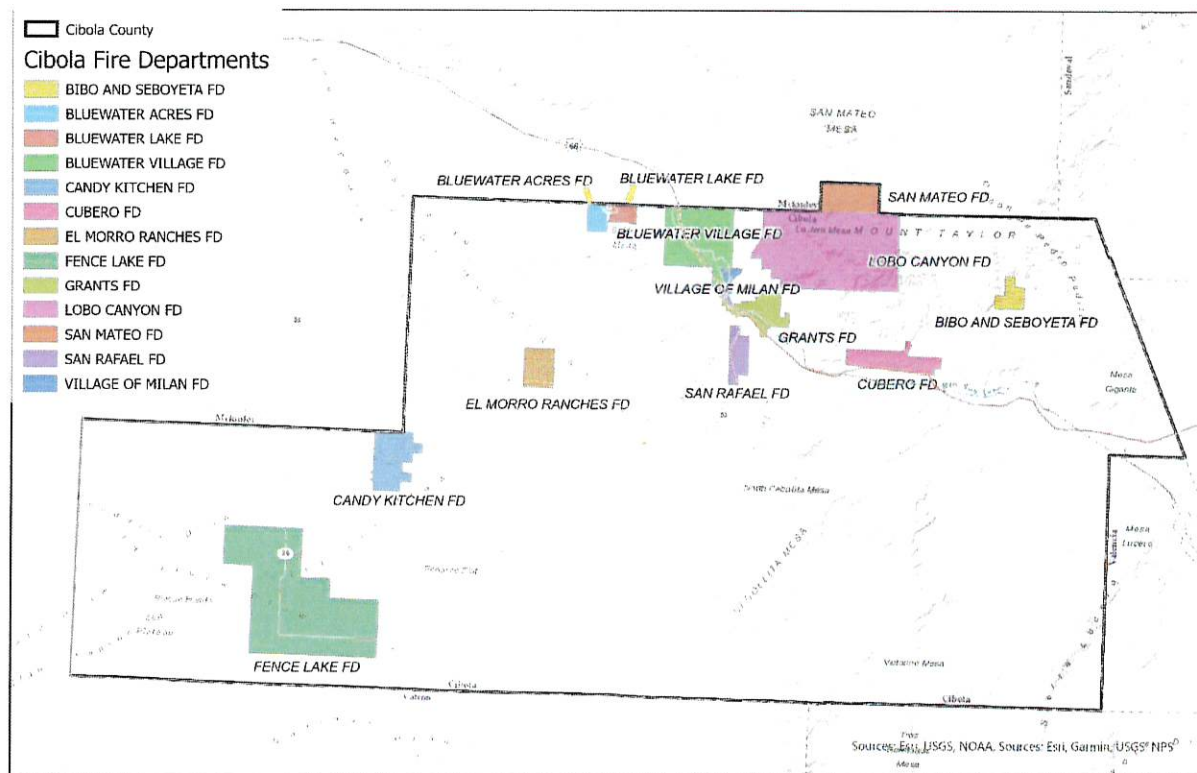 Cibola County
Cibola Fire Departments
BIBO AND SEBOYETA FD
BLUEWATER ACRES FD
BLUEWATER LAKE FD
BLUEWATER VILLAGE FD
CANDY KITCHEN FD
CUBERO FD
EL MORRO RANCHES FD
FENCE LAKE FD
GRANTS FD
LOBO CANYON FD
SAN MATEO FD
SAN RAFAEL FD
VILLAGE OF MILAN FD
Sandoval
SAN MATEO
MESA
66
BLUEWATER ACRES FD
BLUEWATER LAKE FD
McKinley
SAN MATEO FD
Cibola
MOUNT TAYLOR
BLUEWATER VILLAGE FD
LOBO CANYON FD
VILLAGE OF MILAN FD
BIBO AND SEBOYETA FD
GRANTS FD
Mesa
Gigante
SAN RAFAEL FD
CUBERO FD
EL MORRO RANCHES FD
McKinley
CANDY KITCHEN FD
Mesa
Lucero
Valencia
Plateau
FENCE LAKE FD
Cibola
Catron
Cibola
Mesa
Sources: Esri, USGS, NOAA, Sources: Esri, Garmin, USGS, NPS